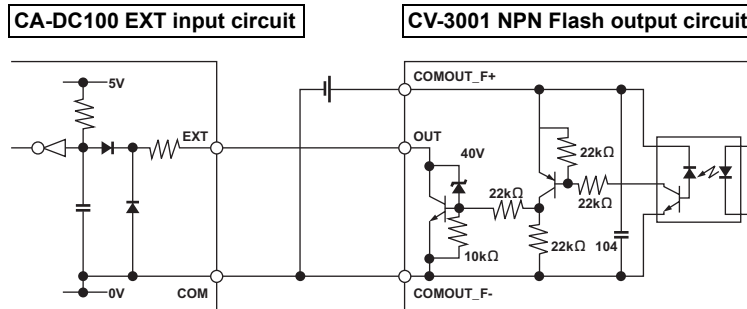 CA-DC100 EXT input circuit
CV-3001 NPN Flash output circuit
5V
EXT
0V
COM
COMOUT_F+
OUT
40V
22kΩ
22kΩ
22kΩ
10kΩ
22kΩ
104
COMOUT_F-